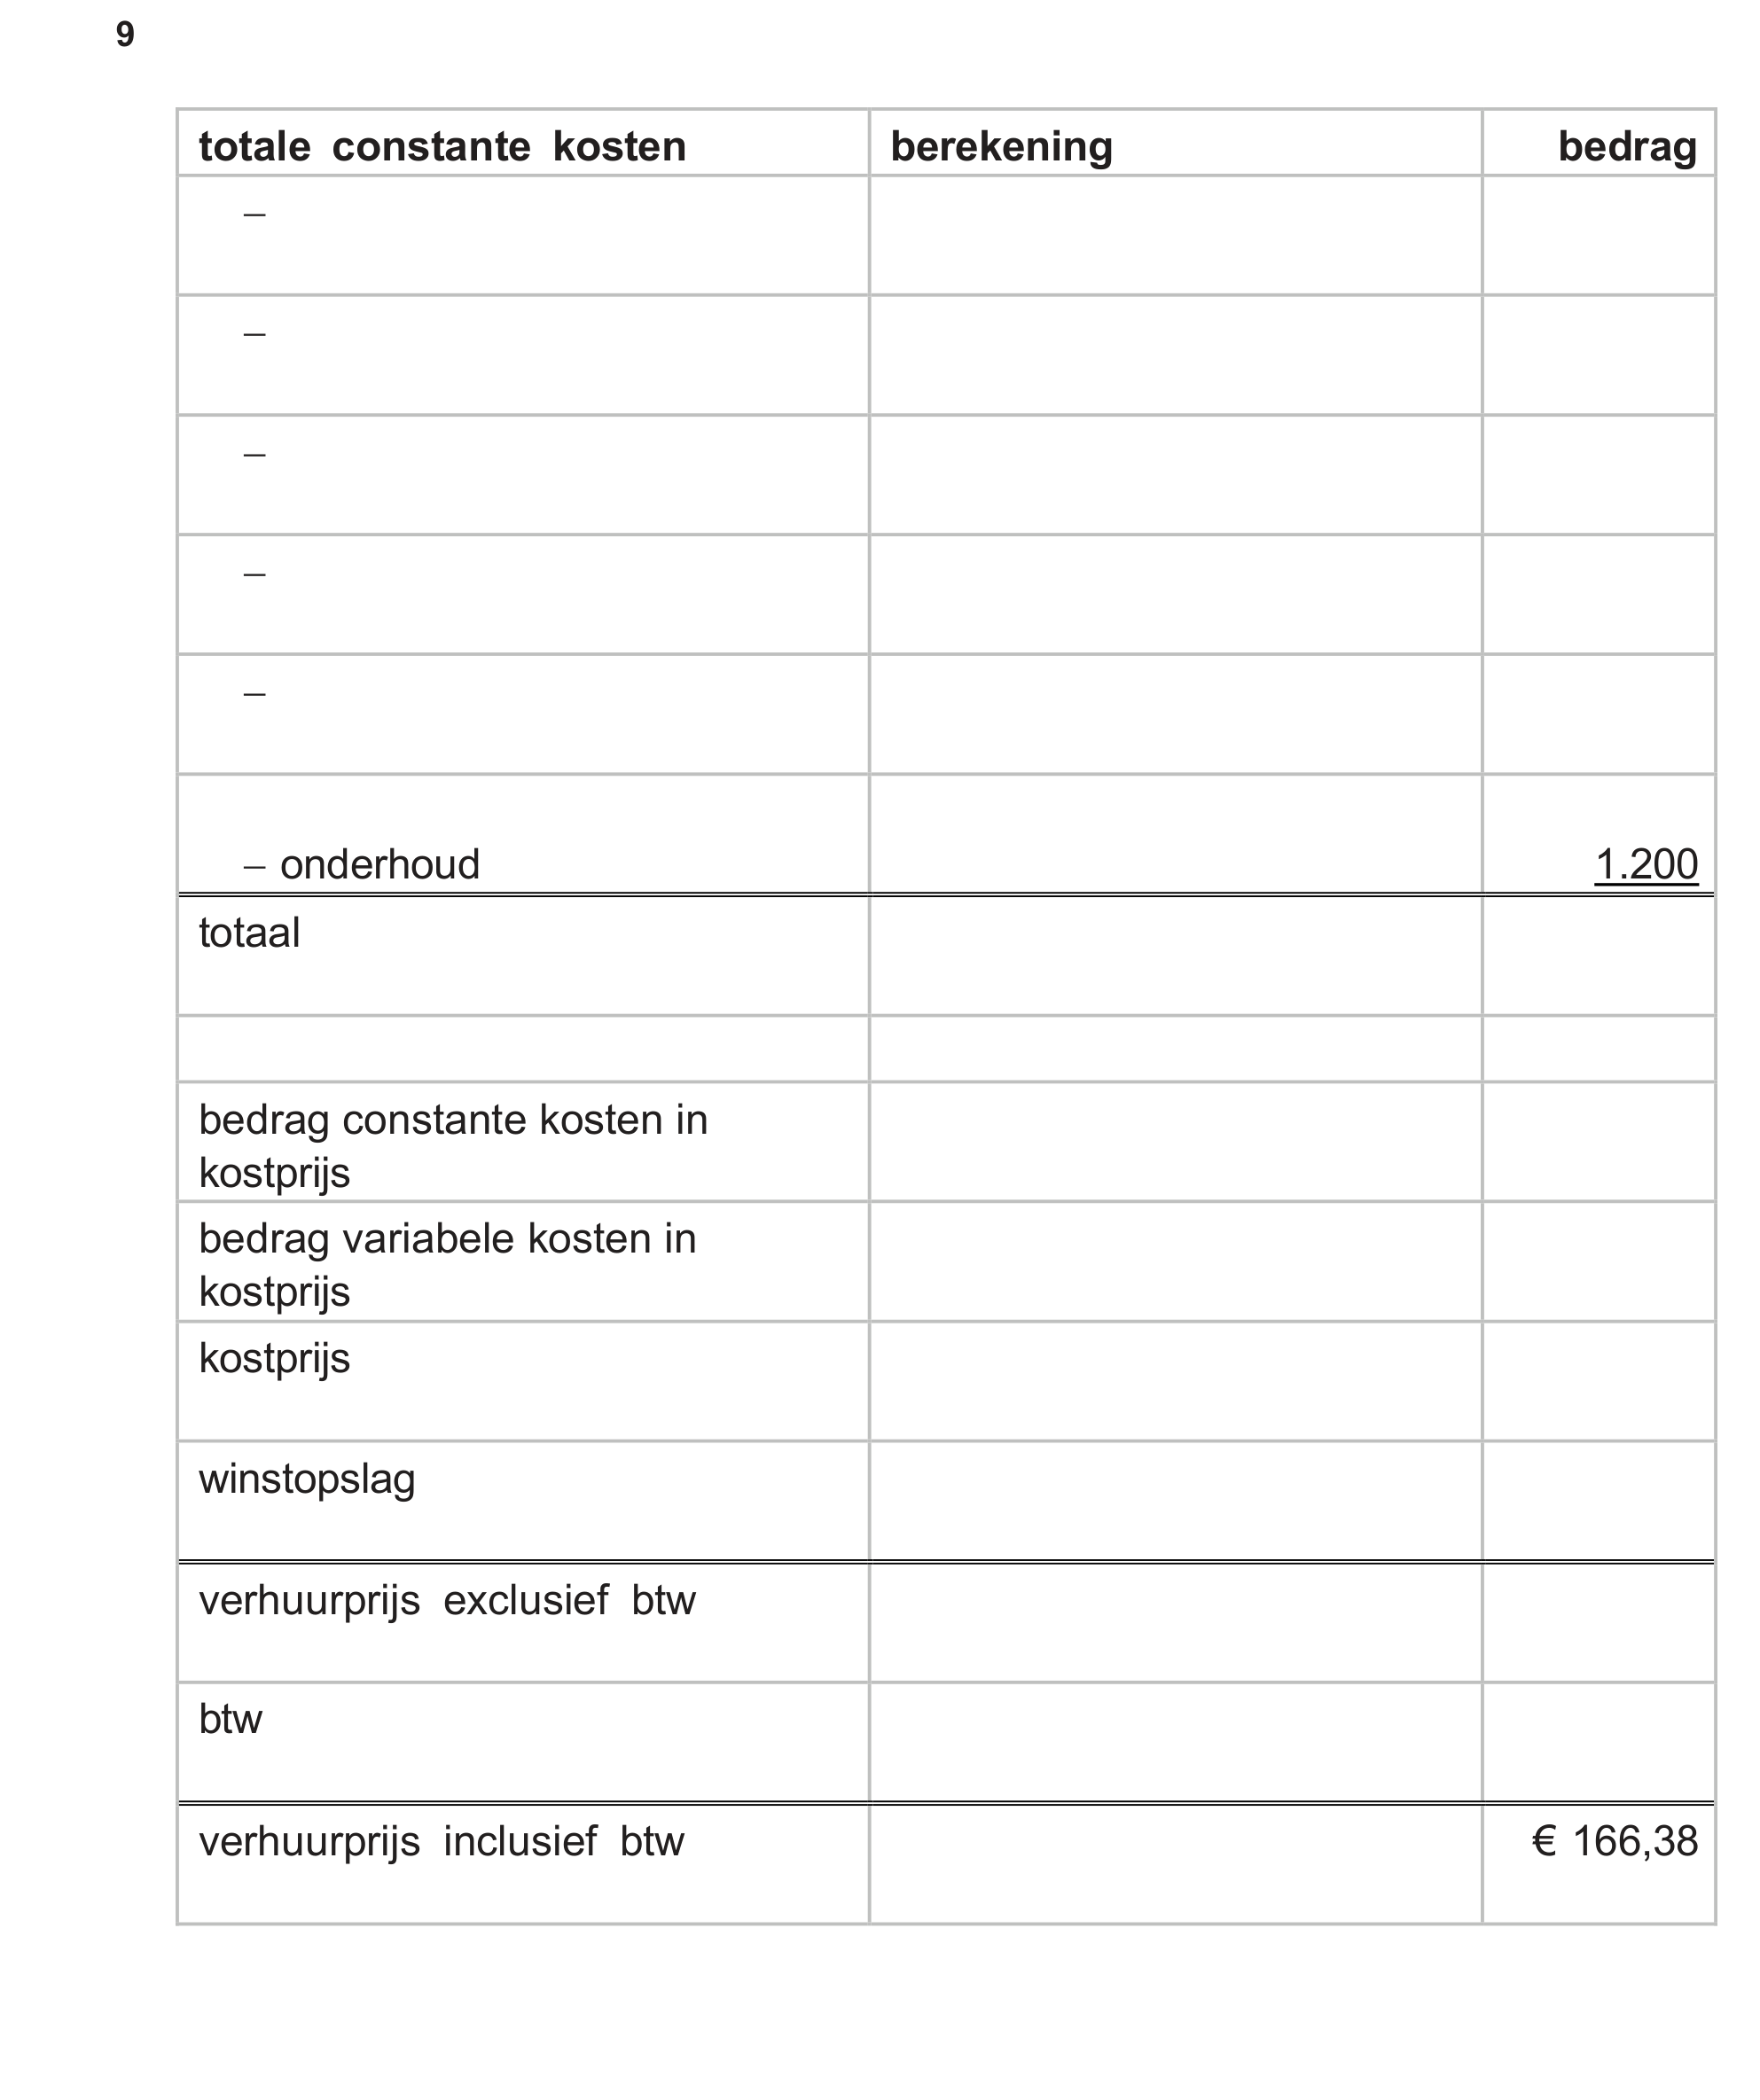 9
totale constante kosten berekening bedrag
–
–
–
–
–
– onderhoud 1.200
totaal
bedrag constante kosten in
kostprijs
bedrag variabele kosten in
kostprijs
kostprijs
winstopslag
verhuurprijs exclusief btw
btw
verhuurprijs inclusief btw € 166,38